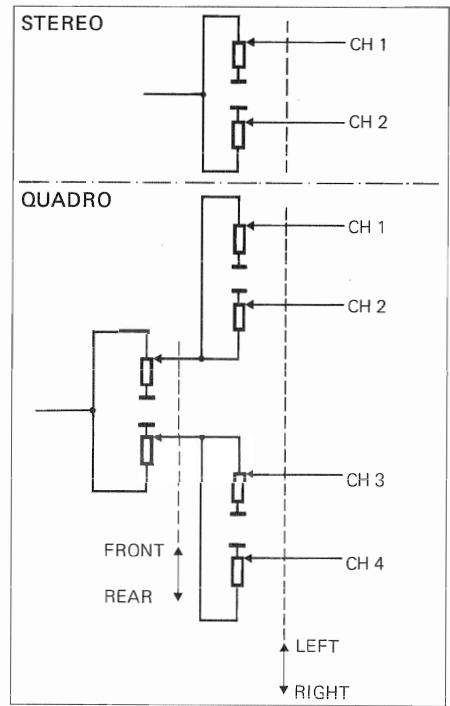 STEREO
CH 1
CH 2
QUADRO
CH 1
CH 2
CH 3
CH 4
FRONT
REAR
LEFT
RIGHT